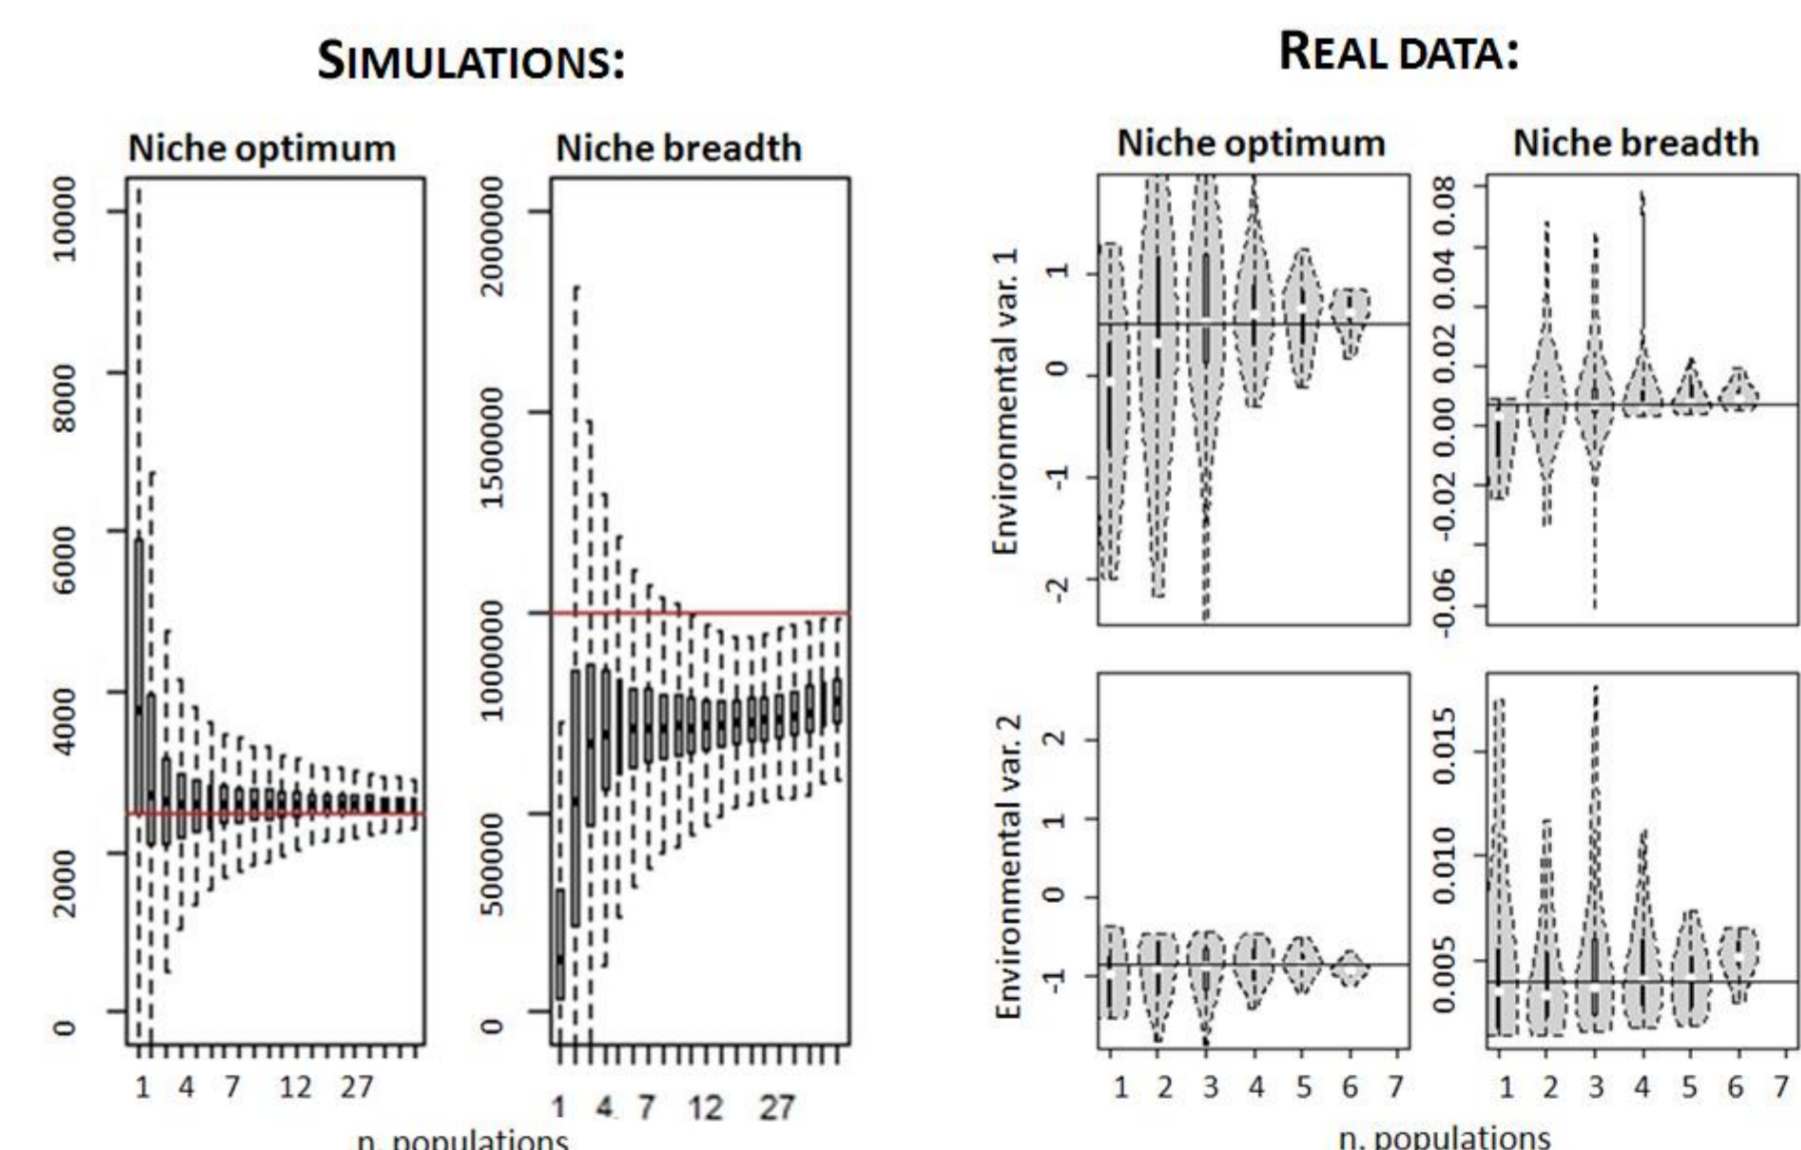 SIMULATIONS:
REAL DATA:
Niche optimum
Niche breadth
Niche optimum
Niche breadth
10000
8000
6000
4000
2000
0
2000000
1500000
1000000
500000
0
Environmental var. 1
1
0
-1
-2
0.08
0.04
0.02
0.00
-0.02
-0.06
Environmental var. 2
2
1
0
-1
0.015
0.010
0.005
1 4 7 12 27
1 4 7 12 27
1 2 3 4 5 6 7
1 2 3 4 5 6 7
n. populations
n. populations